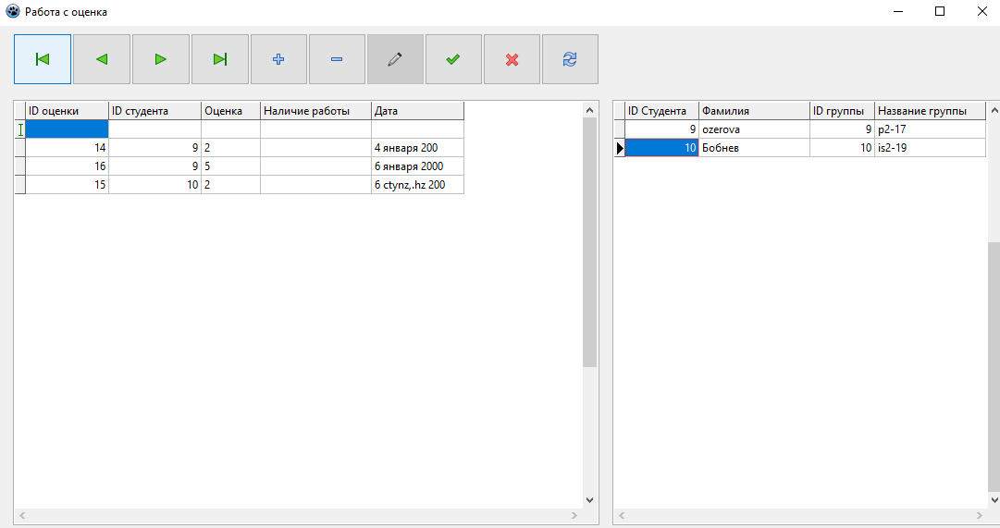 Работа с оценка
ID оценки ID студента Оценка Наличие работы Дата
14 9 2 4 января 200
16 9 5 6 января 2000
15 10 2 6 ctynz,.hz 200
ID Студента Фамилия ID группы Название группы
9 ozerova 9 p2-17
10 Бобнев 10 is2-19